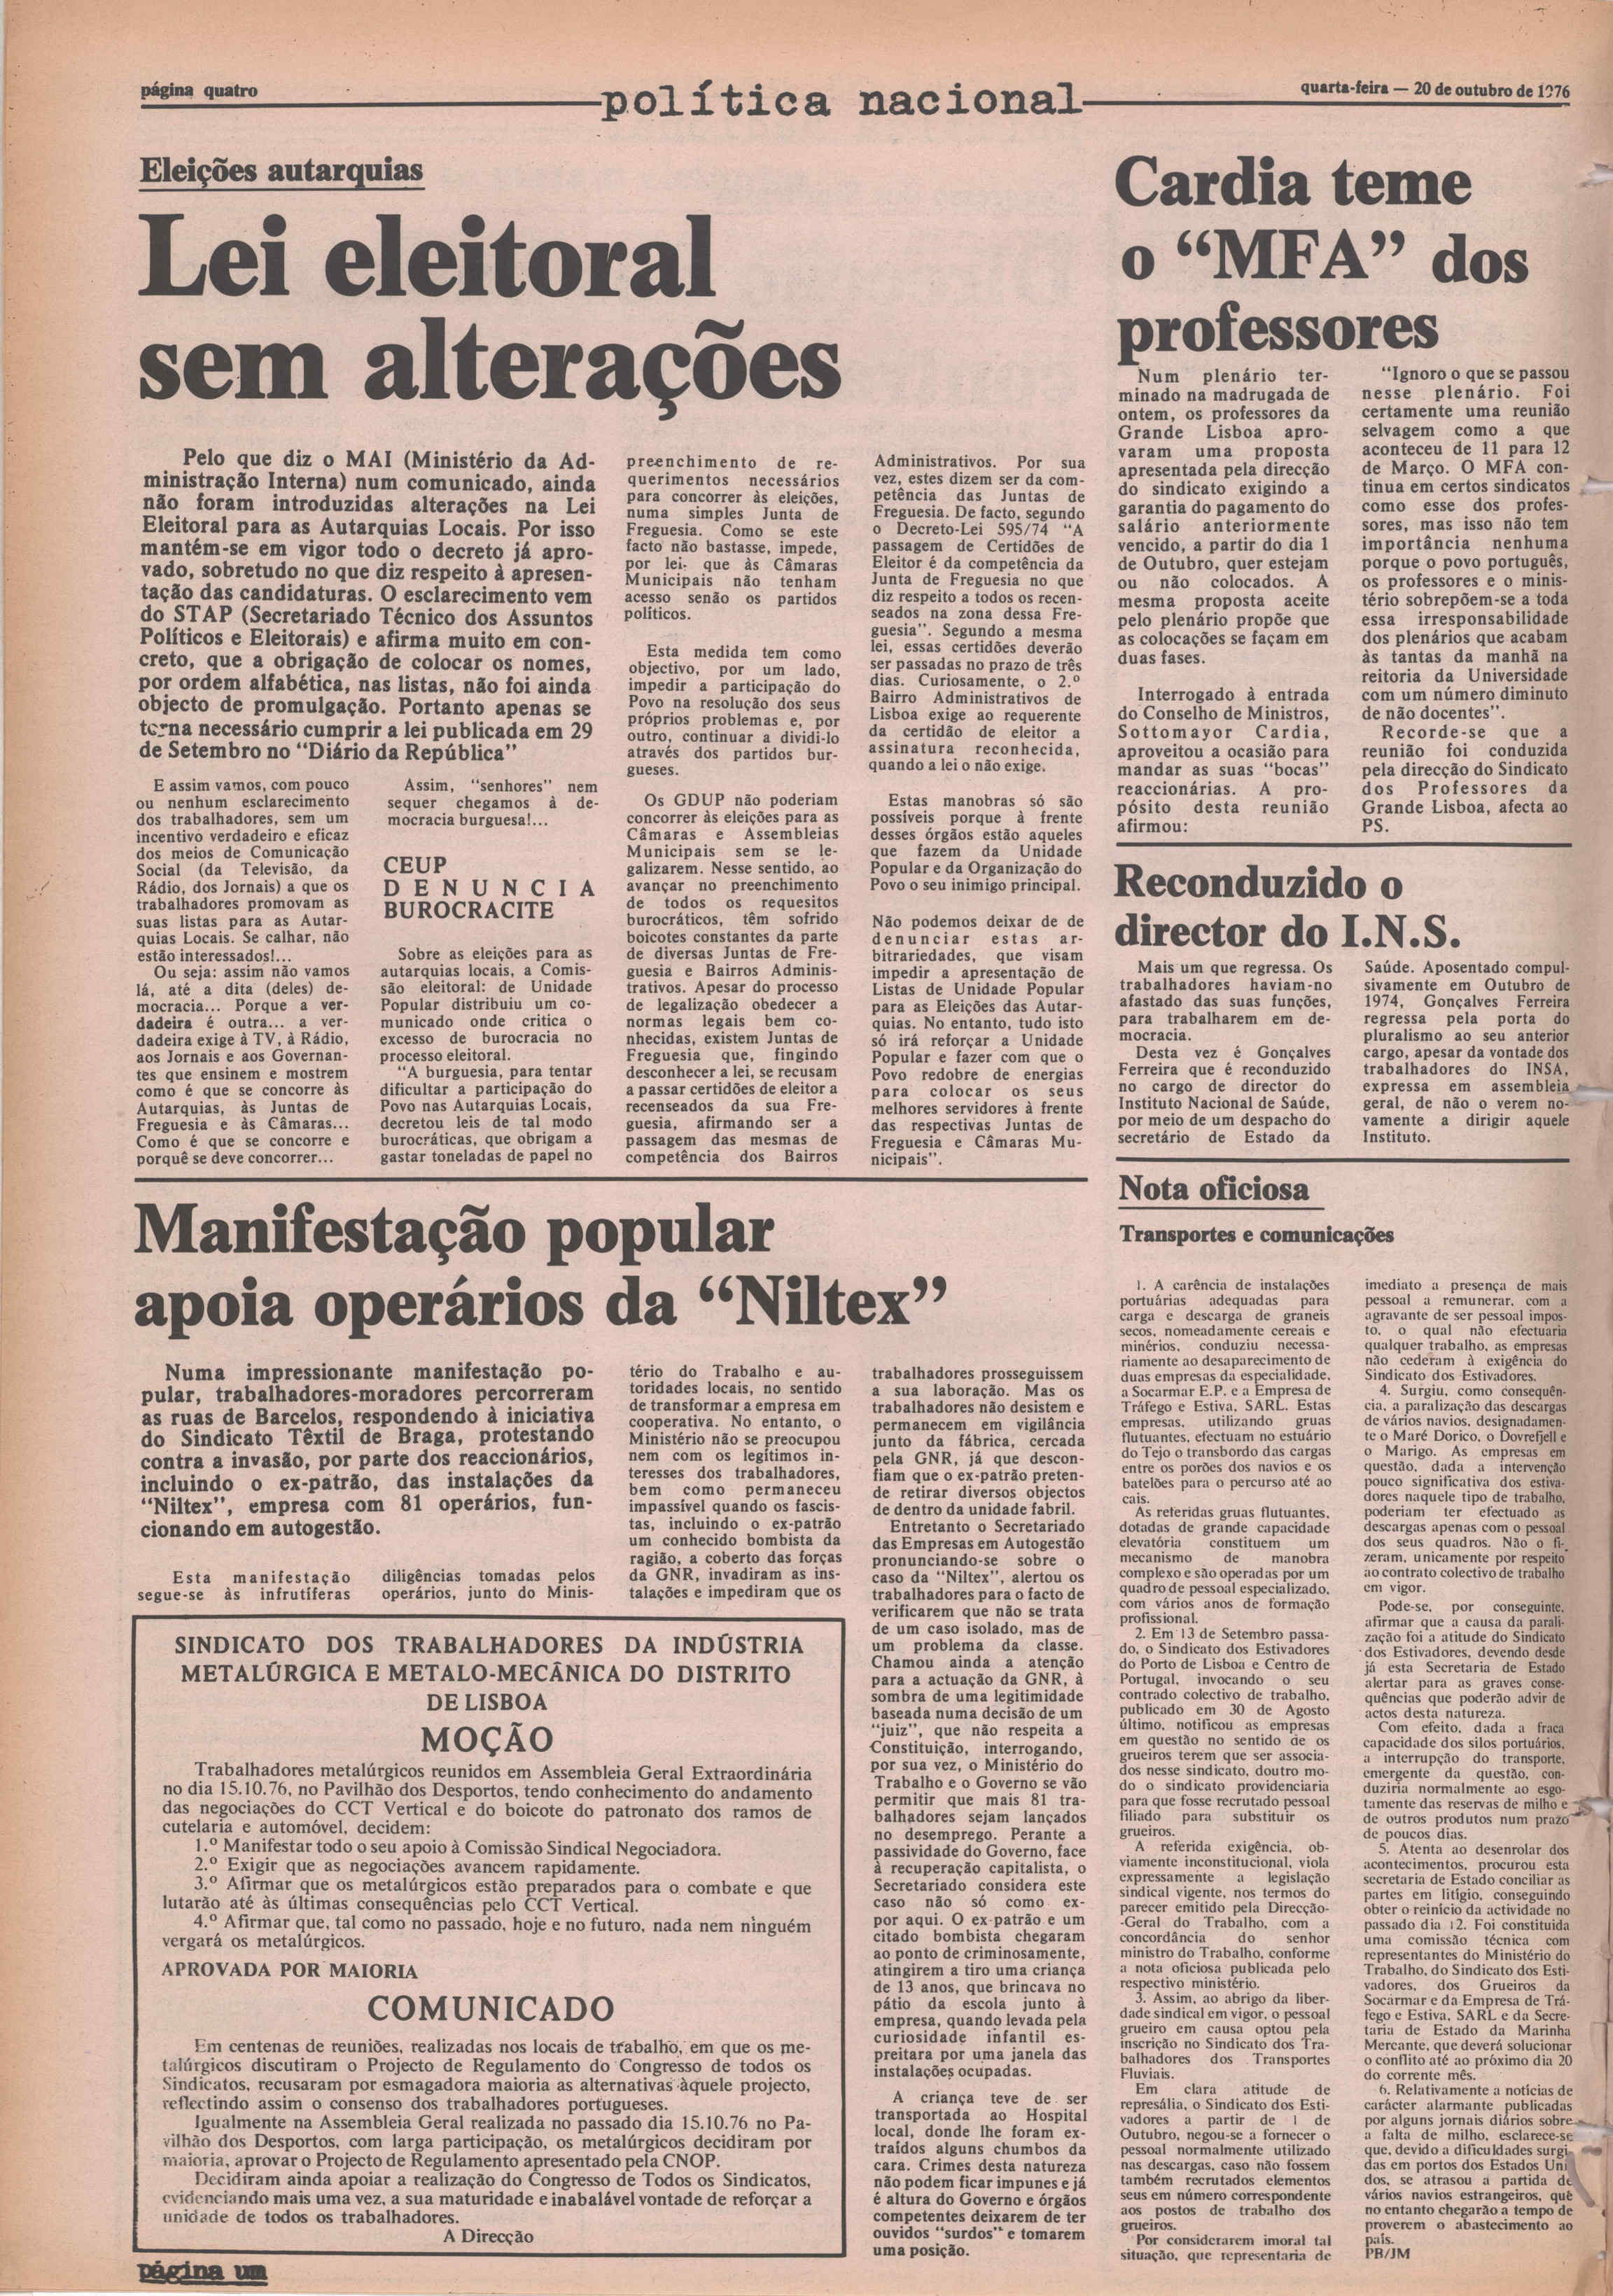 página quatro
política nacional
quarta-feira — 20 de outubro de 1976
Eleições autarquias
Lei eleitoral
sem alterações
Pelo que diz o MAI (Ministério da Ad-
ministração Interna) num comunicado, ainda
não foram introduzidas alterações na Lei
Eleitoral para as Autarquias Locais. Por isso
mantém-se em vigor todo o decreto já apro-
vado, sobretudo no que diz respeito à apresen-
tação das candidaturas. O esclarecimento vem
do STAP (Secretariado Técnico dos Assuntos
Políticos e Eleitorais) e afirma muito em con-
creto, que a obrigação de colocar os nomes,
por ordem alfabética, nas listas, não foi ainda
objecto de promulgação. Portanto apenas se
torna necessário cumprir a lei publicada em 29
de Setembro no "Diário da República"
E assim vamos, com pouco
ou nenhum esclarecimento
dos trabalhadores, sem um
incentivo verdadeiro e eficaz
dos meios de Comunicação
Social (da Televisão, da
Rádio, dos Jornais) a que os
trabalhadores promovam as
suas listas para as Autar-
quias Locais. Se calhar, não
estão interessados!...
Ou seja: assim não vamos
lá, até a dita (deles) de-
mocracia... Porque a ver-
dadeira é outra... a ver-
dadeira exige à TV, à Rádio,
aos Jornais e aos Governan-
tes que ensinem e mostrem
como é que se concorre às
Autarquias, às Juntas de
Freguesia e às Câmaras...
Como é que se concorre e
porquê se deve concorrer...
Assim, "senhores" nem
sequer chegamos à de-
mocracia burguesa!...
CEUP
DENUNCIA
BUROCRACITE
Sobre as eleições para as
autarquias locais, a Comis-
são eleitoral: de Unidade
Popular distribuiu um co-
municado onde critica o
excesso de burocracia no
processo eleitoral.
"A burguesia, para tentar
dificultar a participação do
Povo nas Autarquias Locais,
decretou leis de tal modo
burocráticas, que obrigam a
gastar toneladas de papel no
preenchimento de re-
querimentos necessários
para concorrer às eleições,
numa simples Junta de
Freguesia. Como se este
facto não bastasse, impede,
por lei, que às Câmaras
Municipais não tenham
acesso senão os partidos
políticos.
Esta medida tem como
objectivo, por um lado,
impedir a participação do
Povo na resolução dos seus
próprios problemas e, por
outro, continuar a dividi-lo
através dos partidos bur-
gueses.
Os GDUP não poderiam
concorrer às eleições para as
Câmaras e Assembleias
Municipais sem se le-
galizarem. Nesse sentido, ao
avançar no preenchimento
de todos os requesitos
burocráticos, têm sofrido
boicotes constantes da parte
de diversas Juntas de Fre-
guesia e Bairros Adminis-
trativos. Apesar do processo
de legalização obedecer a
normas legais bem co-
nhecidas, existem Juntas de
Freguesia que, fingindo
desconhecer a lei, se recusam
a passar certidões de eleitor a
recenseados da sua Fre-
guesia, afirmando ser a
passagem das mesmas de
competência dos Bairros
Administrativos. Por sua
vez, estes dizem ser da com-
petência das Juntas de
Freguesia. De facto, segundo
o Decreto-Lei 595/74 "A
passagem de Certidões de
Eleitor é da competência da
Junta de Freguesia no que
diz respeito a todos os recen-
seados na zona dessa Fre-
guesia". Segundo a mesma
lei, essas certidões deverão
ser passadas no prazo de três
dias. Curiosamente, o 2.º
Bairro Administrativos de
Lisboa exige ao requerente
da certidão de eleitor a
assinatura reconhecida,
quando a lei o não exige.
Estas manobras só são
possíveis porque à frente
desses órgãos estão aqueles
que fazem da Unidade
Popular e da Organização do
Povo o seu inimigo principal.
Não podemos deixar de de
denunciar estas ar-
bitrariedades, que visam
impedir a apresentação de
Listas de Unidade Popular
para as Eleições das Autar-
quias. No entanto, tudo isto
só irá reforçar a Unidade
Popular e fazer com que o
Povo redobre de energias
para colocar os seus
melhores servidores à frente
das respectivas Juntas de
Freguesia e Câmaras Mu-
nicipais".
Cardia teme
o "MFA" dos
professores
Num plenário ter-
minado na madrugada de
ontem, os professores da
Grande Lisboa apro-
varam uma proposta
apresentada pela direcção
do sindicato exigindo a
garantia do pagamento do
salário anteriormente
vencido, a partir do dia 1
de Outubro, quer estejam
ou não colocados. A
mesma proposta aceite
pelo plenário propõe que
as colocações se façam em
duas fases.
Interrogado à entrada
do Conselho de Ministros,
Sottomayor Cardia,
aproveitou a ocasião para
mandar as suas "bocas"
reaccionárias. A pro-
pósito desta reunião
afirmou:
"Ignoro o que se passou
nesse plenário. Foi
certamente uma reunião
selvagem como a que
aconteceu de 11 para 12
de Março. O MFA con-
tinua em certos sindicatos
como esse dos profes-
sores, mas isso não tem
importância nenhuma
porque o povo português,
os professores e o minis-
tério sobrepõem-se a toda
essa irresponsabilidade
dos plenários que acabam
às tantas da manhã na
reitoria da Universidade
com um número diminuto
de não docentes".
Recorde-se que a
reunião foi conduzida
pela direcção do Sindicato
dos Professores da
Grande Lisboa, afecta ao
PS.
Reconduzido o
director do I.N.S.
Mais um que regressa. Os
trabalhadores haviam-no
afastado das suas funções,
para trabalharem em de-
mocracia.
Desta vez é Gonçalves
Ferreira que é reconduzido
no cargo de director do
Instituto Nacional de Saúde,
por meio de um despacho do
secretário de Estado da
Saúde. Aposentado compul-
sivamente em Outubro de
1974, Gonçalves Ferreira
regressa pela porta do
pluralismo ao seu anterior
cargo, apesar da vontade dos
trabalhadores do INSA,
expressa em assembleia
geral, de não o verem no-
vamente a dirigir aquele
Instituto.
Manifestação popular
apoia operários da "Niltex"
Numa impressionante manifestação po-
pular, trabalhadores-moradores percorreram
as ruas de Barcelos, respondendo à iniciativa
do Sindicato Têxtil de Braga, protestando
contra a invasão, por parte dos reaccionários,
incluindo o ex-patrão, das instalações da
"Niltex", empresa com 81 operários, fun-
cionando em autogestão.
Esta manifestação
segue-se às infrutíferas
diligências tomadas pelos
operários, junto do Minis-
tério do Trabalho e au-
toridades locais, no sentido
de transformar a empresa em
cooperativa. No entanto, o
Ministério não se preocupou
nem com os legítimos in-
teresses dos trabalhadores,
bem como permaneceu
impassível quando os fascis-
tas, incluindo o ex-patrão
um conhecido bombista da
ragião, a coberto das forças
da GNR, invadiram as ins-
talações e impediram que os
trabalhadores prosseguissem
a sua laboração. Mas os
trabalhadores não desistem e
permanecem em vigilância
junto da fábrica, cercada
pela GNR, já que descon-
fiam que o ex-patrão preten-
de retirar diversos objectos
de dentro da unidade fabril.
Entretanto o Secretariado
das Empresas em Autogestão
pronunciando-se sobre o
caso da "Niltex", alertou os
trabalhadores para o facto de
verificarem que não se trata
de um caso isolado, mas de
um problema da classe.
Chamou ainda a atenção
para a actuação da GNR, à
sombra de uma legitimidade
baseada numa decisão de um
"juiz", que não respeita a
Constituição, interrogando,
por sua vez, o Ministério do
Trabalho e o Governo se vão
permitir que mais 81 tra-
balhadores sejam lançados
no desemprego. Perante a
passividade do Governo, face
à recuperação capitalista, o
Secretariado considera este
caso não só como ex-
por aqui. O ex-patrão e um
citado bombista chegaram
ao ponto de criminosamente,
atingirem a tiro uma criança
de 13 anos, que brincava no
pátio da escola junto à
empresa, quando levada pela
curiosidade infantil es-
preitara por uma janela das
instalações ocupadas.
A criança teve de ser
transportada ao Hospital
local, donde lhe foram ex-
traídos alguns chumbos da
cara. Crimes desta natureza
não podem ficar impunes e já
é altura do Governo e órgãos
competentes deixarem de ter
ouvidos "surdos" e tomarem
uma posição.
SINDICATO DOS TRABALHADORES DA INDÚSTRIA
METALÚRGICA E METALO-MECÂNICA DO DISTRITO
DE LISBOA
MOÇÃO
Trabalhadores metalúrgicos reunidos em Assembleia Geral Extraordinária
no dia 15.10.76, no Pavilhão dos Desportos, tendo conhecimento do andamento
das negociações do CCT Vertical e do boicote do patronato dos ramos de
cutelaria e automóvel, decidem:
1.º Manifestar todo o seu apoio à Comissão Sindical Negociadora.
2.º Exigir que as negociações avancem rapidamente.
3.º Afirmar que os metalúrgicos estão preparados para o combate e que
lutarão até às últimas consequências pelo CCT Vertical.
4.º Afirmar que, tal como no passado, hoje e no futuro, nada nem ninguém
vergará os metalúrgicos.
APROVADA POR MAIORIA
COMUNICADO
Em centenas de reuniões, realizadas nos locais de trabalho, em que os me-
talúrgicos discutiram o Projecto de Regulamento do Congresso de todos os
Sindicatos, recusaram por esmagadora maioria as alternativas àquele projecto,
reflectindo assim o consenso dos trabalhadores portugueses.
Igualmente na Assembleia Geral realizada no passado dia 15.10.76 no Pa-
vilhão dos Desportos, com larga participação, os metalúrgicos decidiram por
maioria, aprovar o Projecto de Regulamento apresentado pela CNOP.
Decidiram ainda apoiar a realização do Congresso de Todos os Sindicatos,
evidenciando mais uma vez, a sua maturidade e inabalável vontade de reforçar a
unidade de todos os trabalhadores.
A Direcção
Nota oficiosa
Transportes e comunicações
1. A carência de instalações
portuárias adequadas para
carga e descarga de graneis
secos, nomeadamente cereais e
minérios, conduziu necessa-
riamente ao desaparecimento de
duas empresas da especialidade,
a Socarmar E.P. e a Empresa de
Tráfego e Estiva, SARL. Estas
empresas, utilizando gruas
flutuantes, efectuam no estuário
do Tejo o transbordo das cargas
entre os porões dos navios e os
batelões para o percurso até ao
cais.
As referidas gruas flutuantes,
dotadas de grande capacidade
elevatória constituem um
mecanismo de manobra
complexo e são operadas por um
quadro de pessoal especializado,
com vários anos de formação
profissional.
2. Em 13 de Setembro passa-
do, o Sindicato dos Estivadores
do Porto de Lisboa e Centro de
Portugal, invocando o seu
contrado colectivo de trabalho,
publicado em 30 de Agosto
último, notificou as empresas
em questão no sentido de os
grueiros terem que ser associa-
dos nesse sindicato, doutro mo-
do o sindicato providenciaria
para que fosse recrutado pessoal
filiado para substituir os
grueiros.
A referida exigência, ob-
viamente inconstitucional, viola
expressamente a legislação
sindical vigente, nos termos do
parecer emitido pela Direcção-
-Geral do Trabalho, com a
concordância do senhor
ministro do Trabalho, conforme
a nota oficiosa publicada pelo
respectivo ministério.
3. Assim, ao abrigo da liber-
dade sindical em vigor, o pessoal
grueiro em causa optou pela
inscrição no Sindicato dos Tra-
balhadores dos Transportes
Fluviais.
Em clara atitude de
represália, o Sindicato dos Esti-
vadores a partir de 1 de
Outubro, negou-se a fornecer o
pessoal normalmente utilizado
nas descargas, caso não fossem
também recrutados elementos
seus em número correspondente
aos postos de trabalho dos
grueiros.
Por considerarem imoral tal
situação, que representaria de
imediato a presença de mais
pessoal a remunerar, com a
agravante de ser pessoal impos-
to, o qual não efectuaria
qualquer trabalho, as empresas
não cederam à exigência do
Sindicato dos Estivadores.
4. Surgiu, como consequên-
cia, a paralização das descargas
de vários navios, designadamen-
te o Maré Dorico, o Dovrefjell e
o Marigo. As empresas em
questão, dada a intervenção
pouco significativa dos estiva-
dores naquele tipo de trabalho,
poderiam ter efectuado as
descargas apenas com o pessoal
dos seus quadros. Não o fi-
zeram, unicamente por respeito
ao contrato colectivo de trabalho
em vigor.
Pode-se, por conseguinte,
afirmar que a causa da parali-
zação foi a atitude do Sindicato
dos Estivadores, devendo desde
já esta Secretaria de Estado
alertar para as graves conse-
quências que poderão advir de
actos desta natureza.
Com efeito, dada a fraca
capacidade dos silos portuários,
a interrupção do transporte,
emergente da questão, con-
duziria normalmente ao esgo-
tamente das reservas de milho e
de outros produtos num prazo
de poucos dias.
5. Atenta ao desenrolar dos
acontecimentos, procurou esta
secretaria de Estado conciliar as
partes em litígio, conseguindo
obter o reinício da actividade no
passado dia 12. Foi constituida
uma comissão técnica com
representantes do Ministério do
Trabalho, do Sindicato dos Esti-
vadores, dos Grueiros da
Socarmar e da Empresa de Trá-
fego e Estiva, SARL e da Secre-
taria de Estado da Marinha
Mercante, que deverá solucionar
o conflito até ao próximo dia 20
do corrente mês.
6. Relativamente a notícias de
carácter alarmante publicadas
por alguns jornais diários sobre
a falta de milho, esclarece-se
que, devido a dificuldades surgi-
das em portos dos Estados Uni
dos, se atrasou a partida de
vários navios estrangeiros, que
no entanto chegarão a tempo de
proverem o abastecimento ao
país.
PB/JM
página um